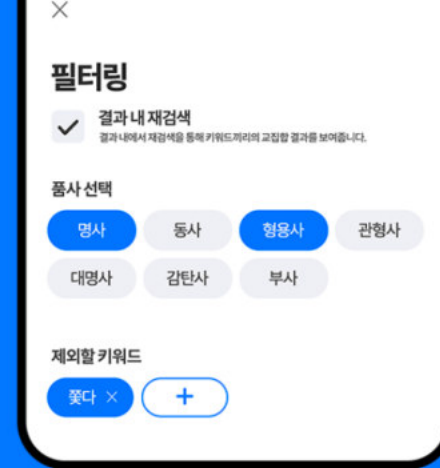 필터링
결과 내 재검색
결과 내에서 재검색을 통해 키워드끼리의 교집합 결과를 보여줍니다.
품사 선택
명사 동사 형용사 관형사
대명사 감탄사 부사
제외할 키워드
쫓다 × +